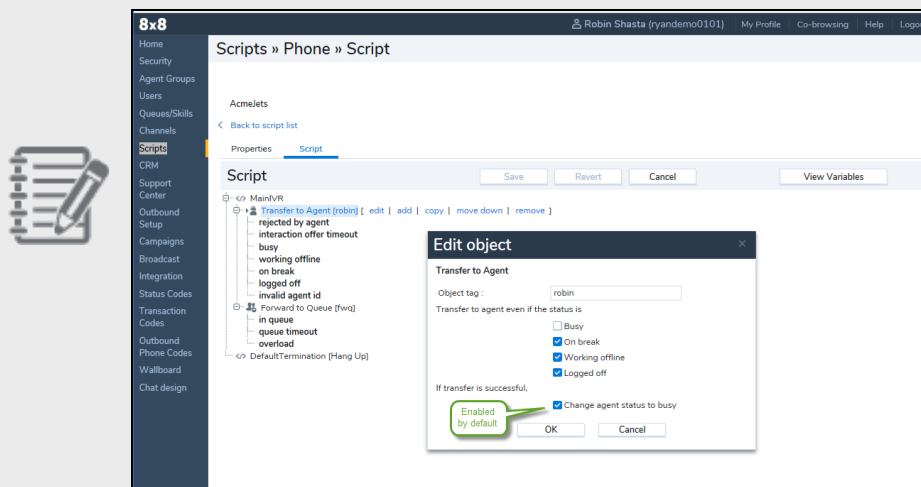 8x8
Robin Shasta (ryandemo0101) My Profile Co-browsing Help Logo
Home
Security
Agent Groups
Users
Queues/Skills
Channels
Scripts
CRM
Support
Center
Outbound
Setup
Campaigns
Broadcast
Integration
Status Codes
Transaction
Codes
Outbound
Phone Codes
Wallboard
Chat design
Scripts » Phone » Script
AcmeJets
< Back to script list
Properties Script
Script Save Revert Cancel View Variables
</> MainIVR
Transfer to Agent [robin] [ edit | add | copy | move down | remove ]
rejected by agent
interaction offer timeout
busy
working offline
on break
logged off
invalid agent id
Forward to Queue [fwq]
in queue
queue timeout
overload
</> DefaultTermination [Hang Up]
Edit object ×
Transfer to Agent
Object tag : robin
Transfer to agent even if the status is
Busy
On break
Working offline
Logged off
If transfer is successful,
Change agent status to busy
Enabled
by default
OK Cancel